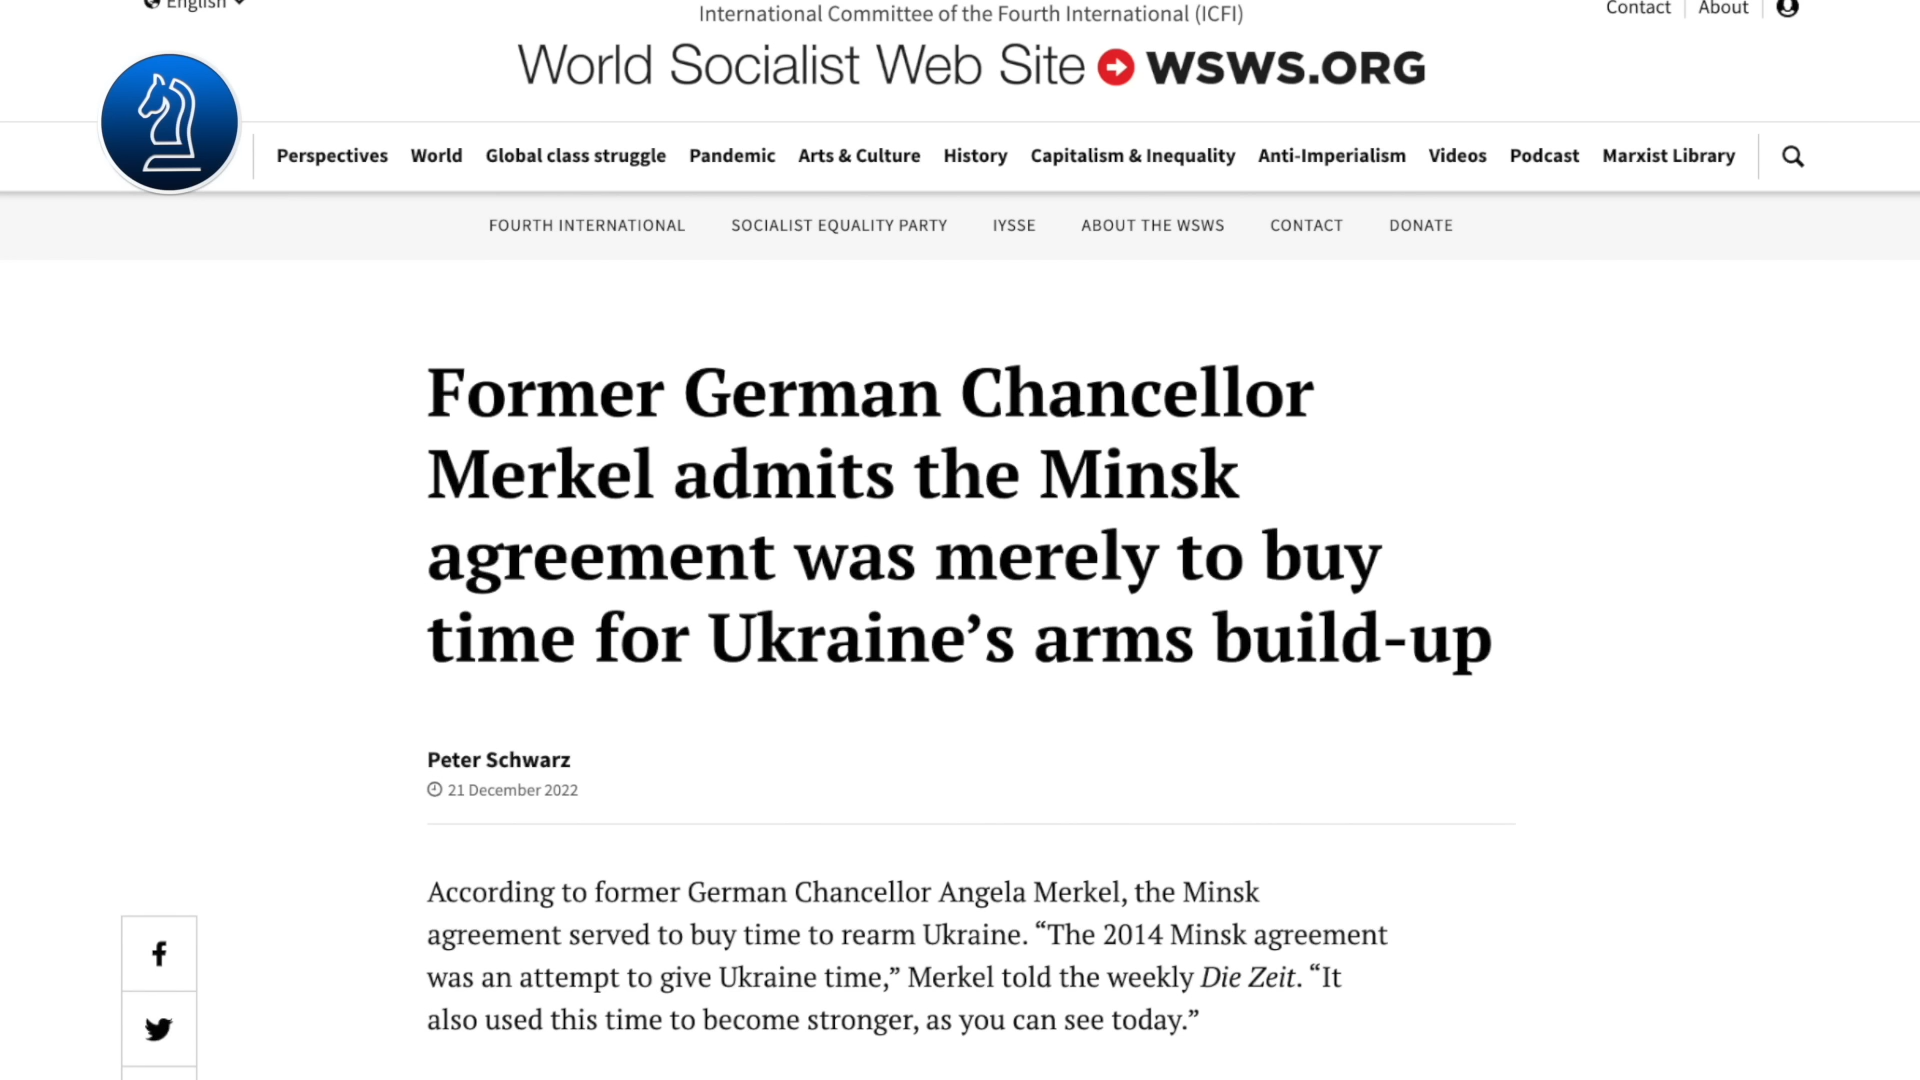 English
International Committee of the Fourth International (ICFI)
Contact About
World Socialist Web Site WSWS.ORG
Perspectives World Global class struggle Pandemic Arts & Culture History Capitalism & Inequality Anti-Imperialism Videos Podcast Marxist Library
FOURTH INTERNATIONAL SOCIALIST EQUALITY PARTY IYSSE ABOUT THE WSWS CONTACT DONATE
Former German Chancellor
Merkel admits the Minsk
agreement was merely to buy
time for Ukraine’s arms build-up
Peter Schwarz
21 December 2022
According to former German Chancellor Angela Merkel, the Minsk
agreement served to buy time to rearm Ukraine. “The 2014 Minsk agreement
was an attempt to give Ukraine time,” Merkel told the weekly Die Zeit. “It
also used this time to become stronger, as you can see today.”